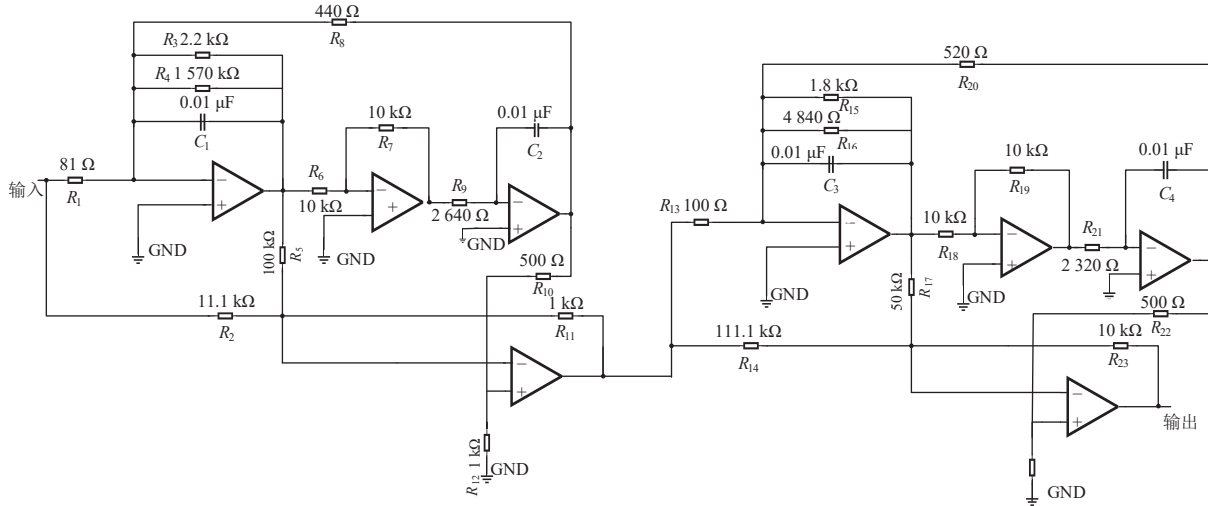 440 Ω
R8
R3 2.2 kΩ
R4 1 570 kΩ
0.01 μF
C1
10 kΩ
R7
0.01 μF
C2
输入
81 Ω
R1
R6
10 kΩ
R9
2 640 Ω
GND
GND
GND
100 kΩ
R5
500 Ω
R10
11.1 kΩ
R2
1 kΩ
R11
R12 1 kΩ
GND
520 Ω
R20
1.8 kΩ
R15
4 840 Ω
R16
0.01 μF
C3
10 kΩ
R19
0.01 μF
C4
R13 100 Ω
10 kΩ
R18
R21
2 320 Ω
GND
GND
GND
50 kΩ
R17
500 Ω
R22
111.1 kΩ
R14
10 kΩ
R23
输出
GND